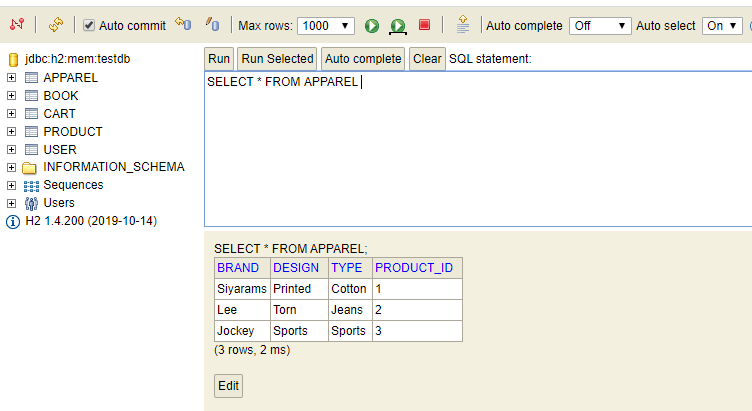 Auto commit Max rows: 1000 Auto complete Off Auto select On
jdbc:h2:mem:testdb
APPAREL
BOOK
CART
PRODUCT
USER
INFORMATION_SCHEMA
Sequences
Users
H2 1.4.200 (2019-10-14)
Run Run Selected Auto complete Clear SQL statement:
SELECT * FROM APPAREL
SELECT * FROM APPAREL;
BRAND DESIGN TYPE PRODUCT_ID
Siyarams Printed Cotton 1
Lee Torn Jeans 2
Jockey Sports Sports 3
(3 rows, 2 ms)
Edit